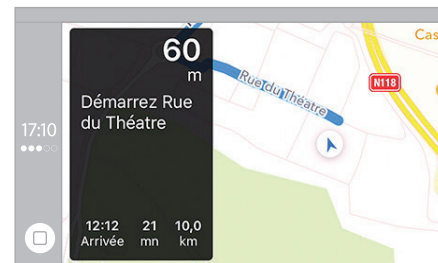 60
m
Démarrez Rue
du Théatre
12:12 21 10,0
Arrivée mn km
17:10
Rue du Théatre
N118
Cas